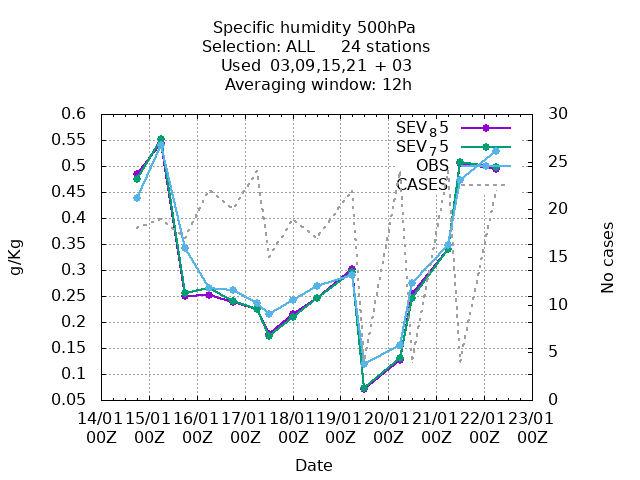 Specific humidity 500hPa
Selection: ALL 24 stations
Used 03,09,15,21 + 03
Averaging window: 12h
0.6
0.55
0.5
0.45
0.4
0.35
0.3
0.25
0.2
0.15
0.1
0.05
g/Kg
30
25
20
15
10
5
0
No cases
SEV₈5
SEV₇5
OBS
CASES
14/01 15/01 16/01 17/01 18/01 19/01 20/01 21/01 22/01 23/01
00Z 00Z 00Z 00Z 00Z 00Z 00Z 00Z 00Z 00Z
Date